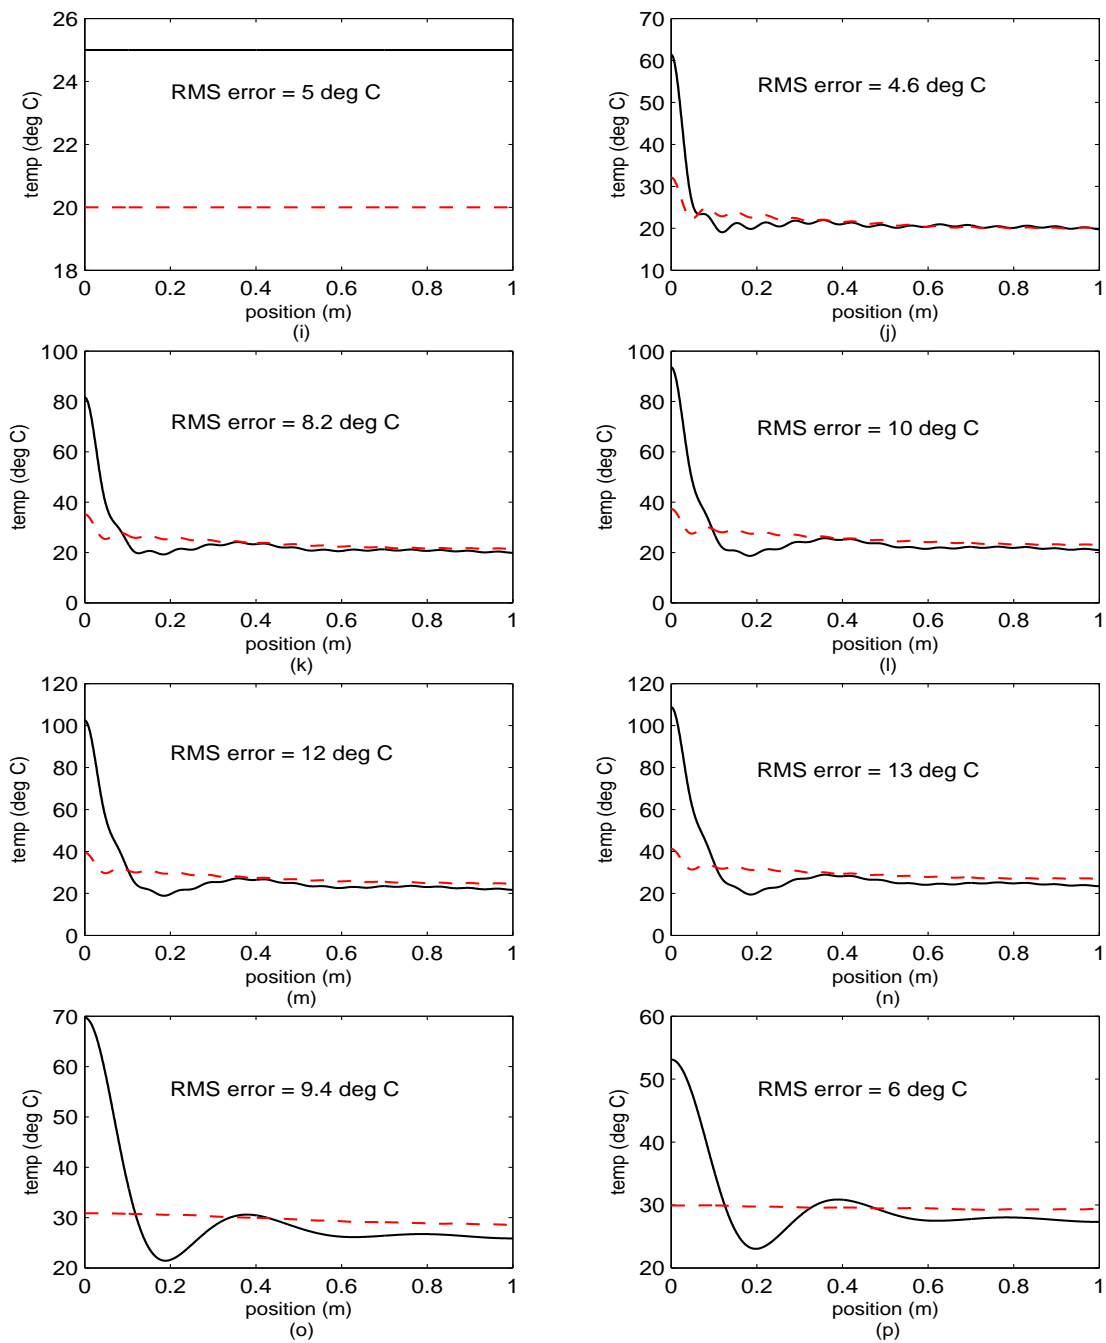 26
24
22
20
18
temp (deg C)
RMS error = 5 deg C
0 0.2 0.4 0.6 0.8 1
position (m)
(i)
70
60
50
40
30
20
10
temp (deg C)
RMS error = 4.6 deg C
0 0.2 0.4 0.6 0.8 1
position (m)
(j)
100
80
60
40
20
0
temp (deg C)
RMS error = 8.2 deg C
0 0.2 0.4 0.6 0.8 1
position (m)
(k)
100
80
60
40
20
0
temp (deg C)
RMS error = 10 deg C
0 0.2 0.4 0.6 0.8 1
position (m)
(l)
120
100
80
60
40
20
0
temp (deg C)
RMS error = 12 deg C
0 0.2 0.4 0.6 0.8 1
position (m)
(m)
120
100
80
60
40
20
0
temp (deg C)
RMS error = 13 deg C
0 0.2 0.4 0.6 0.8 1
position (m)
(n)
70
60
50
40
30
20
temp (deg C)
RMS error = 9.4 deg C
0 0.2 0.4 0.6 0.8 1
position (m)
(o)
60
50
40
30
20
temp (deg C)
RMS error = 6 deg C
0 0.2 0.4 0.6 0.8 1
position (m)
(p)